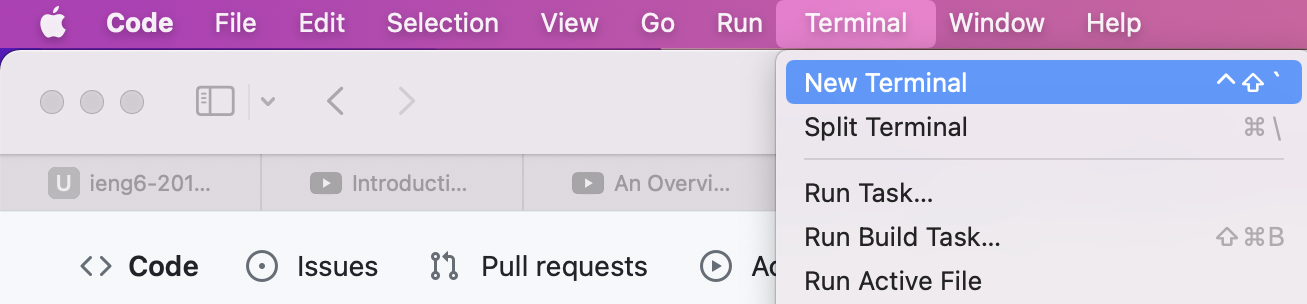 Code File Edit Selection View Go Run Terminal Window Help
New Terminal ^⇧`
Split Terminal ⌘\
U ieng6-201... Introducti... An Overvi...
Run Task...
Run Build Task... ⇧⌘B
Code Issues Pull requests
Run Active File